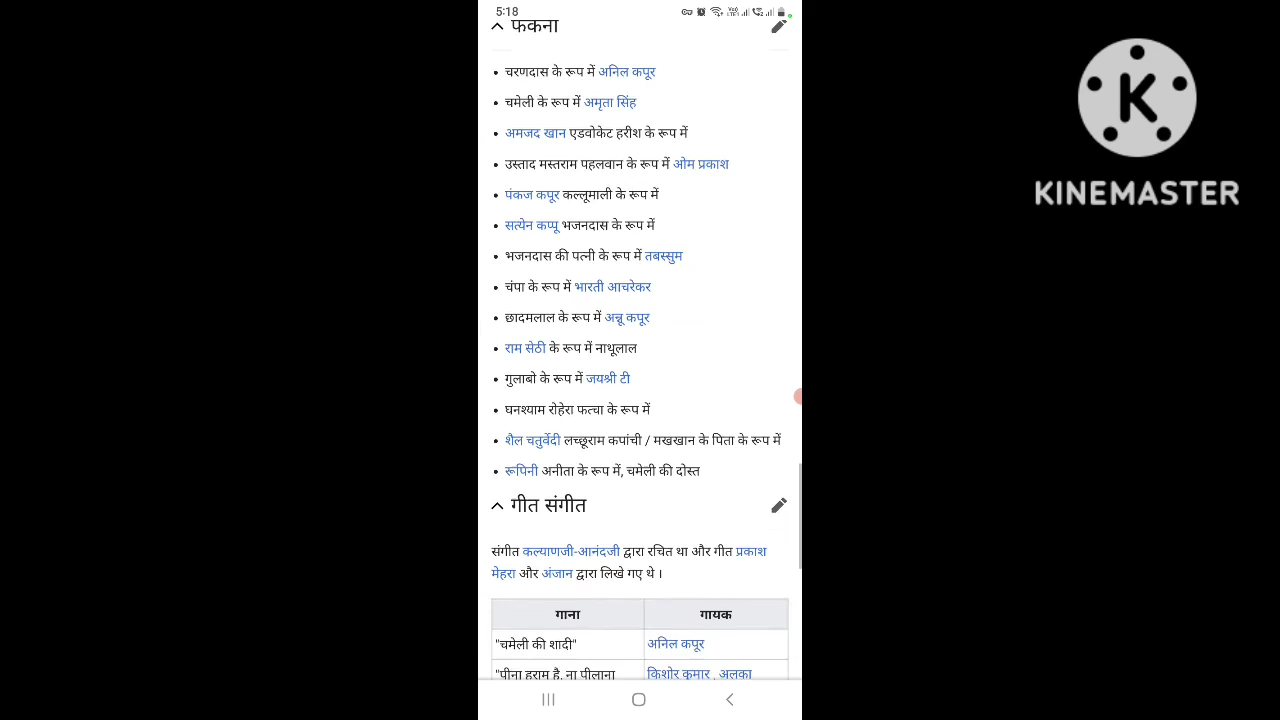 5:18
फकना
चरणदास के रूप में अनिल कपूर
चमेली के रूप में अमृता सिंह
अमजद खान एडवोकेट हरीश के रूप में
उस्ताद मस्तराम पहलवान के रूप में ओम प्रकाश
पंकज कपूर कल्लूमाली के रूप में
सत्येन कप्पू भजनदास के रूप में
भजनदास की पत्नी के रूप में तबस्सुम
चंपा के रूप में भारती आचरेकर
छादमलाल के रूप में अन्नू कपूर
राम सेठी के रूप में नाथूलाल
गुलाबो के रूप में जयश्री टी
घनश्याम रोहेरा फत्चा के रूप में
शैल चतुर्वेदी लच्छूराम कपांची / मखखान के पिता के रूप में
रूपिनी अनीता के रूप में, चमेली की दोस्त
गीत संगीत
संगीत कल्याणजी-आनंदजी द्वारा रचित था और गीत प्रकाश
मेहरा और अंजान द्वारा लिखे गए थे ।
गाना गायक
"चमेली की शादी" अनिल कपूर
"पीना हराम है, ना पीलाना किशोर कुमार , अलका
K
KINEMASTER